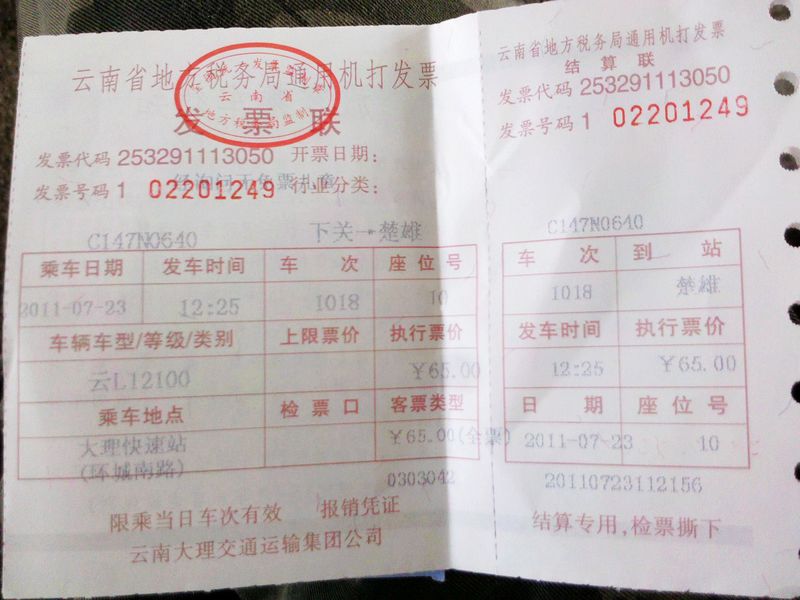 云南省地方税务局通用机打发票
云南省
地方税务局监制
发票联
发票代码 253291113050 开票日期：
发票号码 1 02201249 行业分类：
C147N0640 下关→楚雄
乘车日期 发车时间 车次 座位号
2011-07-23 12:25 1018 10
车辆车型/等级/类别 上限票价 执行票价
云L12100 ￥65.00
乘车地点 检票口 客票类型
大理快速站 ￥65.00(全票)
(环城南路)
0303042
限乘当日车次有效 报销凭证
云南大理交通运输集团公司
云南省地方税务局通用机打发票
结算联
发票代码 253291113050
发票号码 1 02201249
C147N0640
车次 到站
1018 楚雄
发车时间 执行票价
12:25 ￥65.00
日期 座位号
2011-07-23 10
20110723112156
结算专用,检票撕下